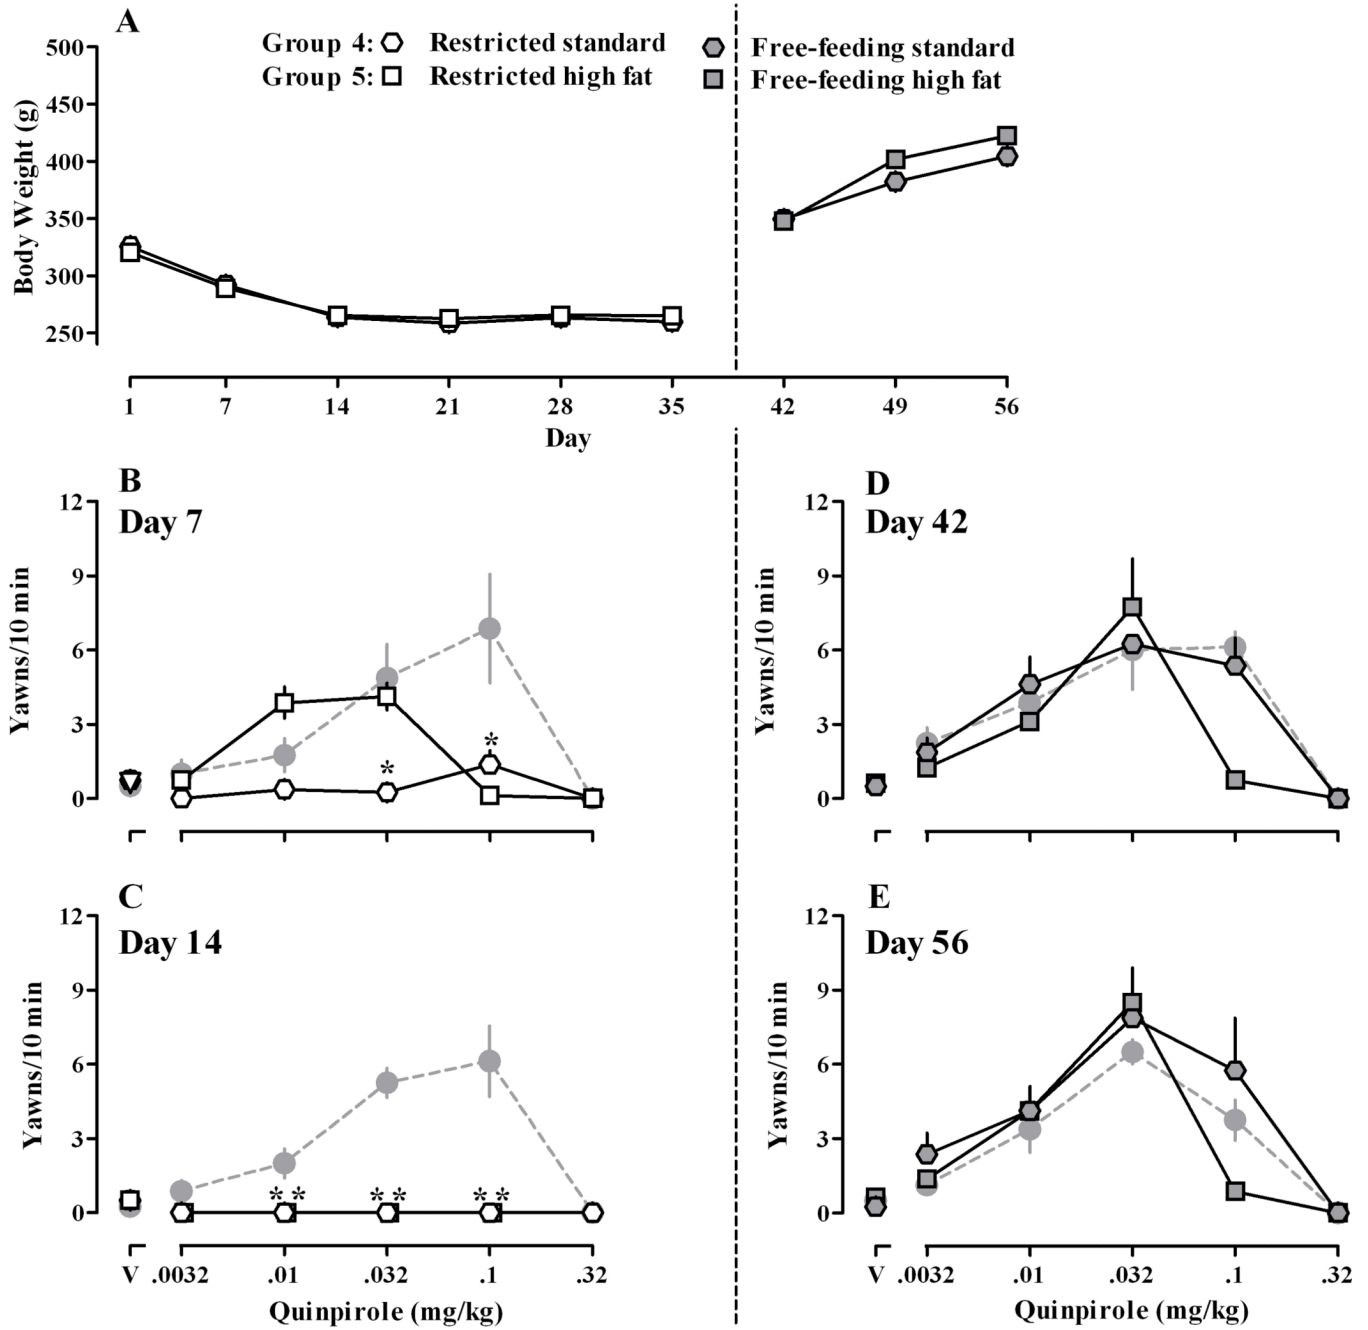 A
Group 4: Restricted standard Free-feeding standard
Group 5: Restricted high fat Free-feeding high fat
Body Weight (g)
500
450
400
350
300
250
1 7 14 21 28 35 42 49 56
Day
B
Day 7
Yawns/10 min
12
9
6
3
0
*
*
D
Day 42
Yawns/10 min
12
9
6
3
0
C
Day 14
Yawns/10 min
12
9
6
3
0
** ** **
V .0032 .01 .032 .1 .32
Quinpirole (mg/kg)
E
Day 56
Yawns/10 min
12
9
6
3
0
V .0032 .01 .032 .1 .32
Quinpirole (mg/kg)